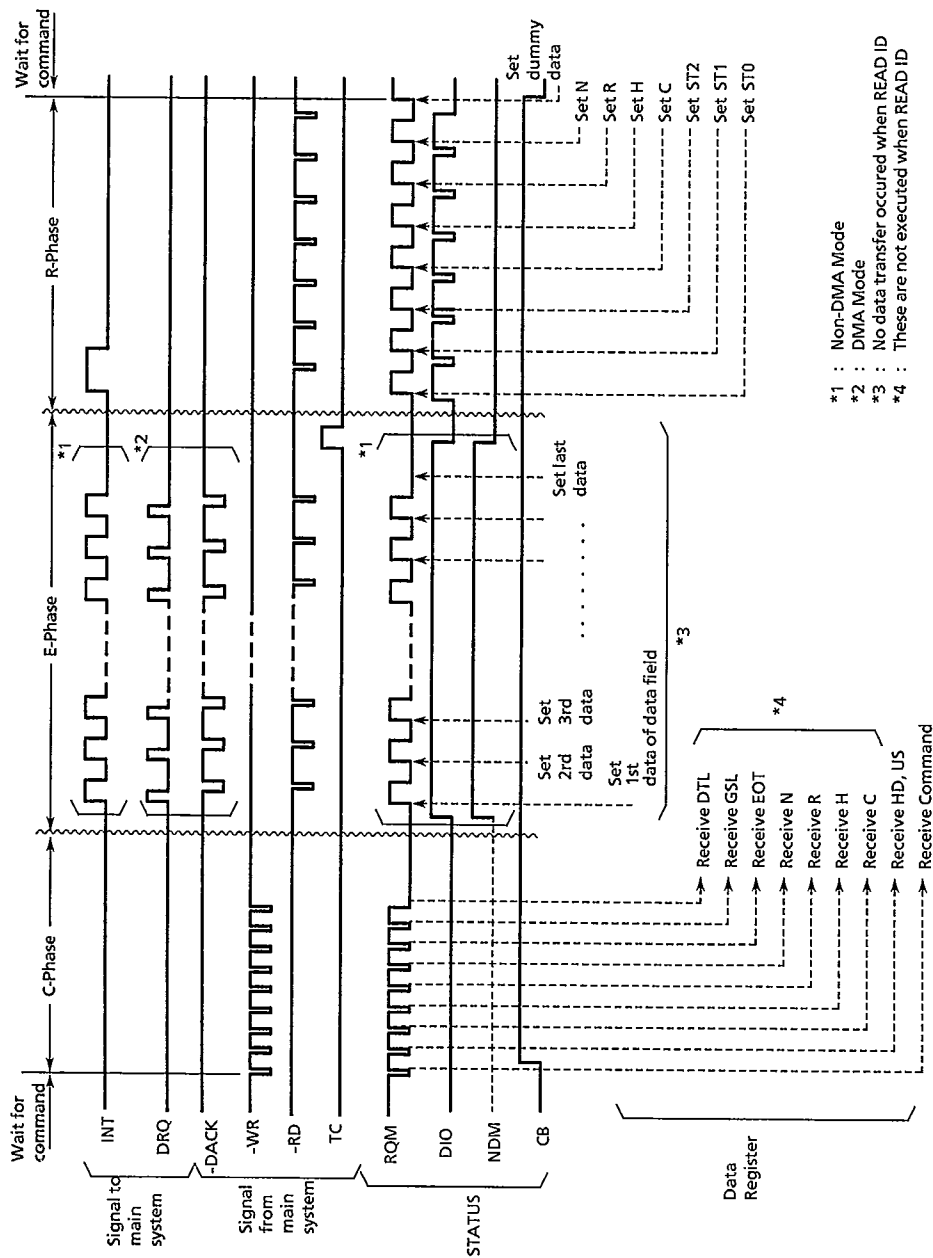 Wait for
command
C-Phase
E-Phase
R-Phase
Wait for
command
Signal to
main
system
INT
DRQ
Signal
from
main
system
-DACK
-WR
-RD
TC
STATUS
RQM
DIO
NDM
CB
*1
*2
*1
Set
1st
data of data field
Set
2rd
data
Set
3rd
data
. . . . . . .
Set last
data
*3
Set
dummy
data
Set N
Set R
Set H
Set C
Set ST2
Set ST1
Set ST0
Data
Register
Receive DTL
Receive GSL
Receive EOT
Receive N
Receive R
Receive H
Receive C
*4
Receive HD, US
Receive Command
*1 : Non-DMA Mode
*2 : DMA Mode
*3 : No data transfer occured when READ ID
*4 : These are not executed when READ ID